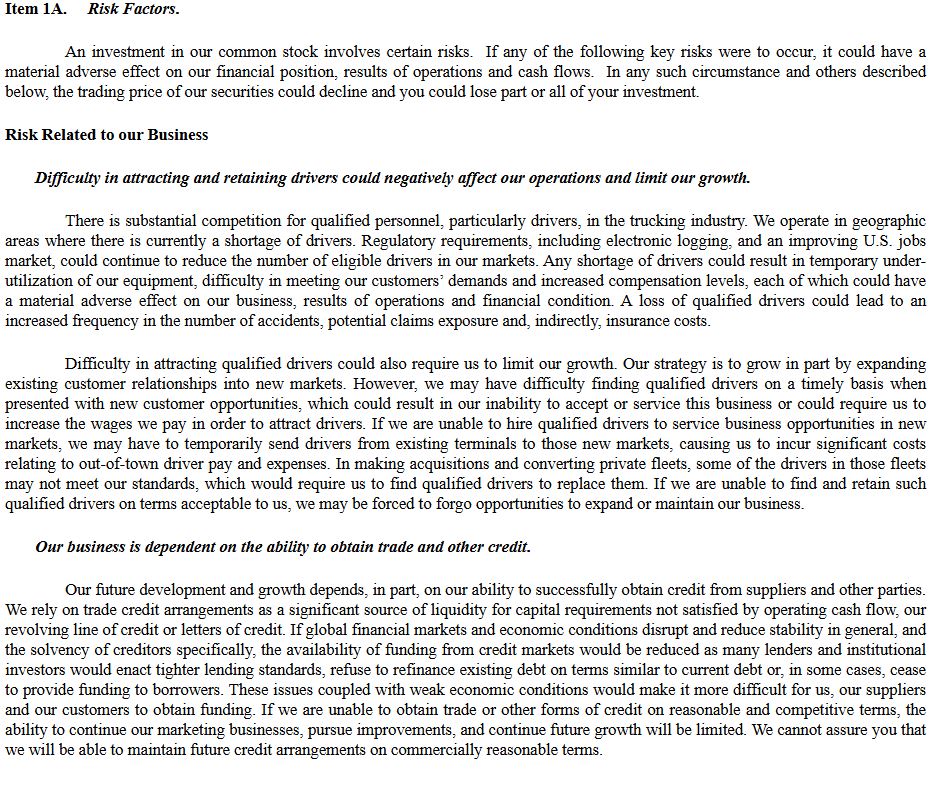 Item 1A. Risk Factors.
An investment in our common stock involves certain risks. If any of the following key risks were to occur, it could have a
material adverse effect on our financial position, results of operations and cash flows. In any such circumstance and others described
below, the trading price of our securities could decline and you could lose part or all of your investment.
Risk Related to our Business
Difficulty in attracting and retaining drivers could negatively affect our operations and limit our growth.
There is substantial competition for qualified personnel, particularly drivers, in the trucking industry. We operate in geographic
areas where there is currently a shortage of drivers. Regulatory requirements, including electronic logging, and an improving U.S. jobs
market, could continue to reduce the number of eligible drivers in our markets. Any shortage of drivers could result in temporary under-
utilization of our equipment, difficulty in meeting our customers’ demands and increased compensation levels, each of which could have
a material adverse effect on our business, results of operations and financial condition. A loss of qualified drivers could lead to an
increased frequency in the number of accidents, potential claims exposure and, indirectly, insurance costs.
Difficulty in attracting qualified drivers could also require us to limit our growth. Our strategy is to grow in part by expanding
existing customer relationships into new markets. However, we may have difficulty finding qualified drivers on a timely basis when
presented with new customer opportunities, which could result in our inability to accept or service this business or could require us to
increase the wages we pay in order to attract drivers. If we are unable to hire qualified drivers to service business opportunities in new
markets, we may have to temporarily send drivers from existing terminals to those new markets, causing us to incur significant costs
relating to out-of-town driver pay and expenses. In making acquisitions and converting private fleets, some of the drivers in those fleets
may not meet our standards, which would require us to find qualified drivers to replace them. If we are unable to find and retain such
qualified drivers on terms acceptable to us, we may be forced to forgo opportunities to expand or maintain our business.
Our business is dependent on the ability to obtain trade and other credit.
Our future development and growth depends, in part, on our ability to successfully obtain credit from suppliers and other parties.
We rely on trade credit arrangements as a significant source of liquidity for capital requirements not satisfied by operating cash flow, our
revolving line of credit or letters of credit. If global financial markets and economic conditions disrupt and reduce stability in general, and
the solvency of creditors specifically, the availability of funding from credit markets would be reduced as many lenders and institutional
investors would enact tighter lending standards, refuse to refinance existing debt on terms similar to current debt or, in some cases, cease
to provide funding to borrowers. These issues coupled with weak economic conditions would make it more difficult for us, our suppliers
and our customers to obtain funding. If we are unable to obtain trade or other forms of credit on reasonable and competitive terms, the
ability to continue our marketing businesses, pursue improvements, and continue future growth will be limited. We cannot assure you that
we will be able to maintain future credit arrangements on commercially reasonable terms.